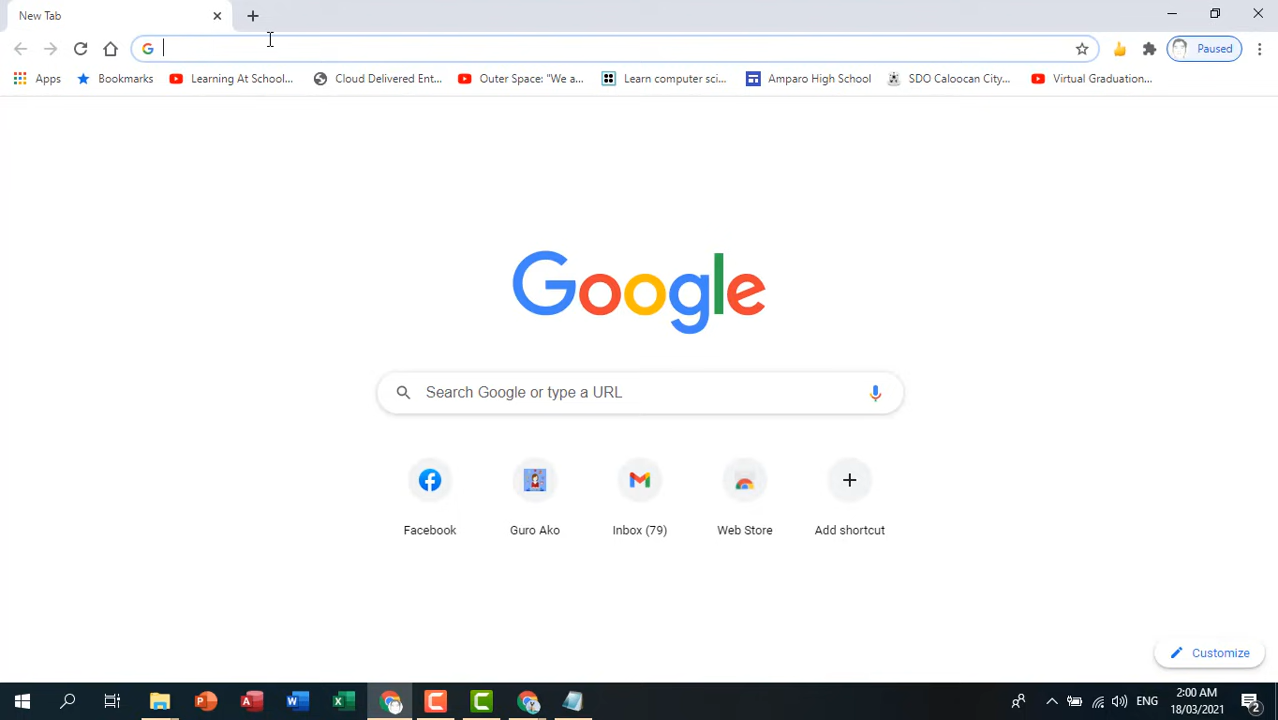 New Tab
Paused
Apps
Bookmarks
Learning At School...
Cloud Delivered Ent...
Outer Space: "We a...
Learn computer sci...
Amparo High School
SDO Caloocan City...
Virtual Graduation...
Google
Search Google or type a URL
Facebook
Guro Ako
Inbox (79)
Web Store
Add shortcut
Customize
ENG
2:00 AM
18/03/2021
2